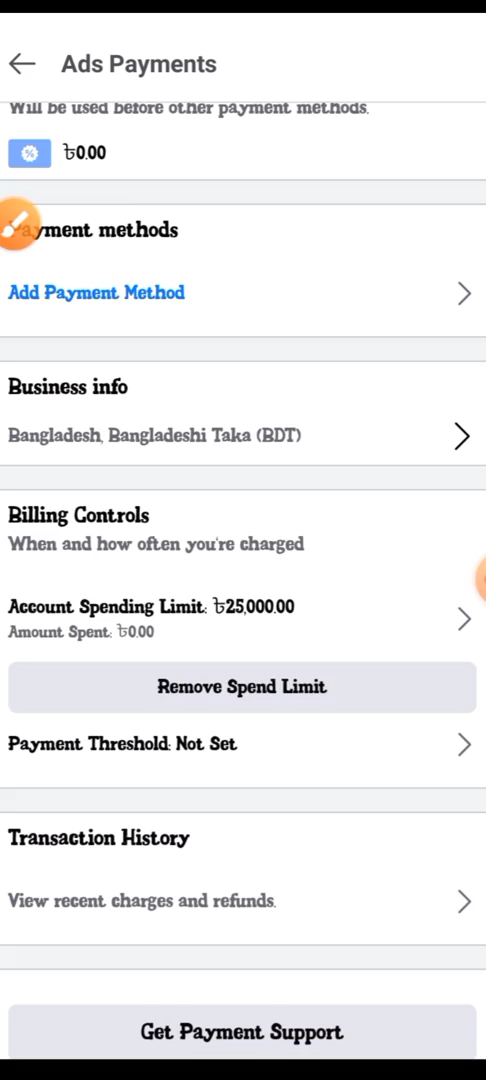 Ads Payments
Will be used before other payment methods.
৳0.00
Payment methods
Add Payment Method
Business info
Bangladesh, Bangladeshi Taka (BDT)
Billing Controls
When and how often you're charged
Account Spending Limit: ৳25,000.00
Amount Spent: ৳0.00
Remove Spend Limit
Payment Threshold: Not Set
Transaction History
View recent charges and refunds.
Get Payment Support